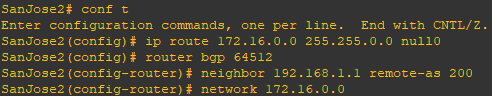 SanJose2# conf t
Enter configuration commands, one per line.  End with CNTL/Z.
SanJose2(config)# ip route 172.16.0.0 255.255.0.0 null0
SanJose2(config)# router bgp 64512
SanJose2(config-router)# neighbor 192.168.1.1 remote-as 200
SanJose2(config-router)# network 172.16.0.0